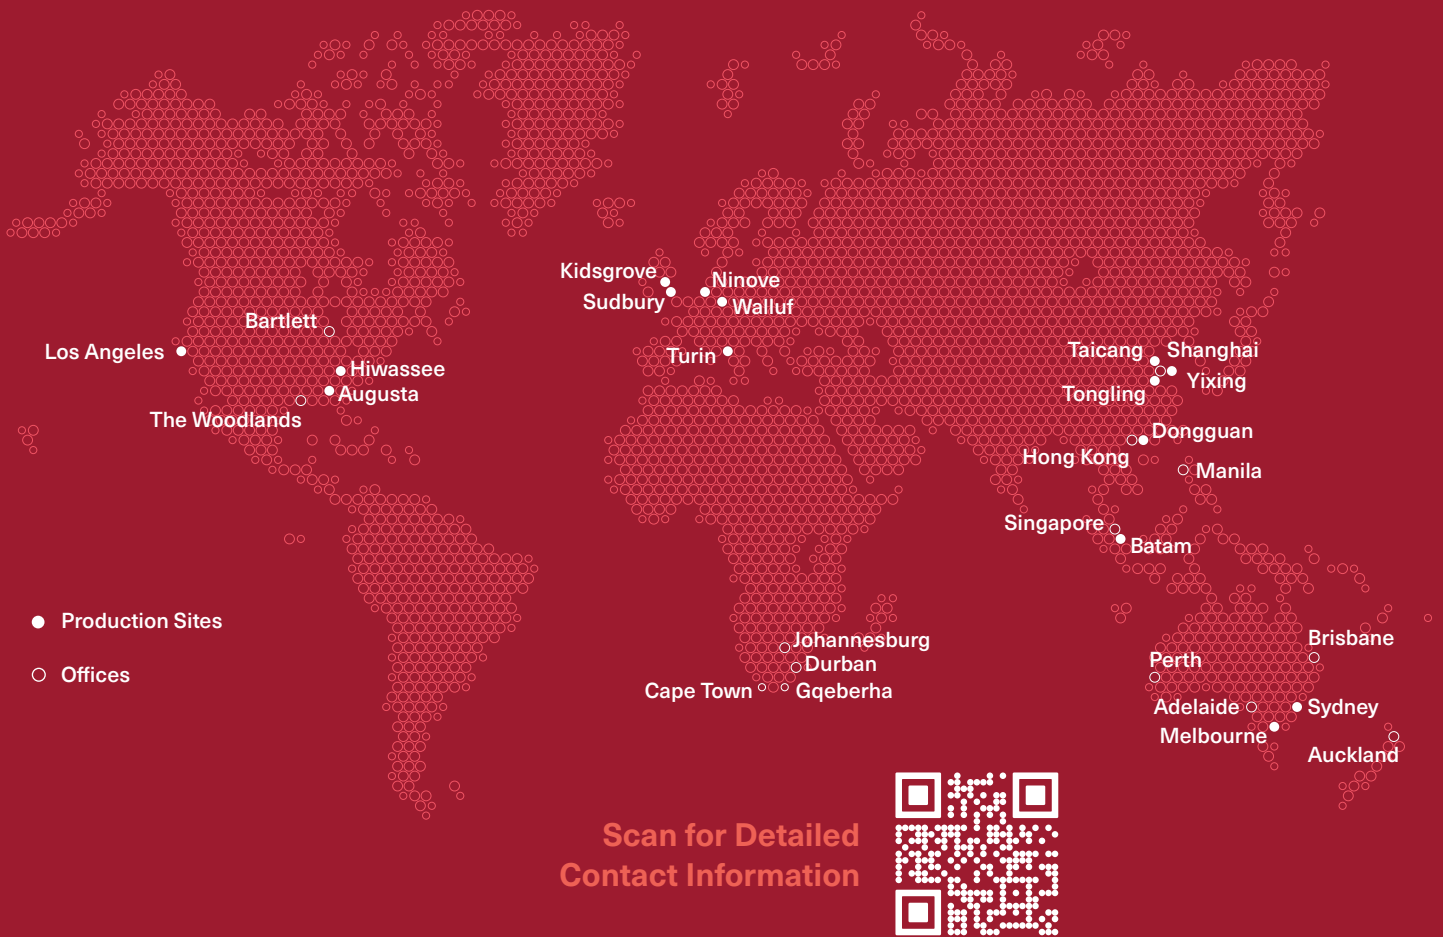 Kidsgrove
Sudbury
Ninove
Walluf
Bartlett
Los Angeles
Hiwassee
Augusta
The Woodlands
Turin
Taicang
Shanghai
Yixing
Tongling
Dongguan
Hong Kong
Manila
Singapore
Batam
Production Sites
Offices
Johannesburg
Durban
Cape Town
Gqeberha
Brisbane
Perth
Adelaide
Sydney
Melbourne
Auckland
Scan for Detailed
Contact Information